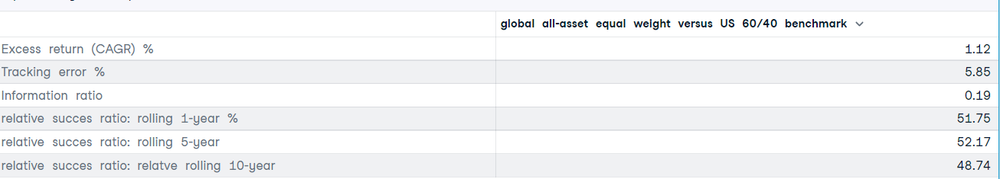 global all-asset equal weight versus US 60/40 benchmark
Excess return (CAGR) % 1.12
Tracking error % 5.85
Information ratio 0.19
relative succes ratio: rolling 1-year % 51.75
relative succes ratio: rolling 5-year 52.17
relative succes ratio: relatve rolling 10-year 48.74